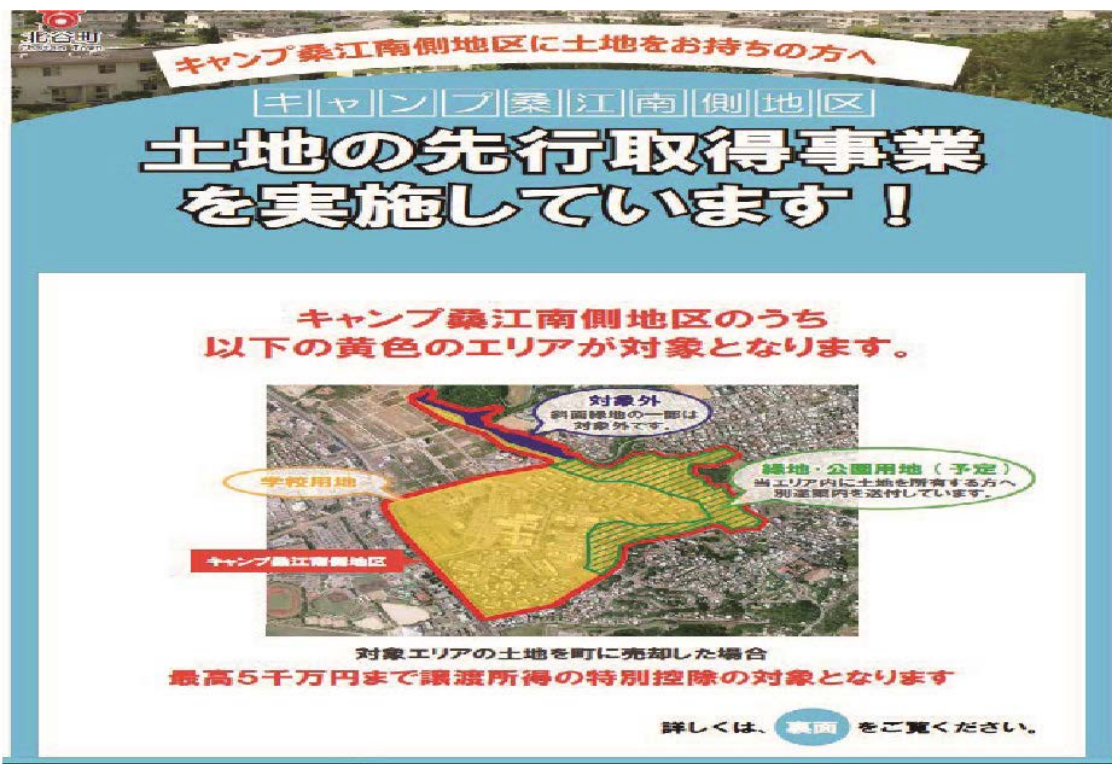 北谷町
Chatan Town
キャンプ桑江南側地区に土地をお持ちの方へ
キャンプ桑江南側地区
土地の先行取得事業
を実施しています！
キャンプ桑江南側地区のうち
以下の黄色のエリアが対象となります。
対象外
斜面緑地の一部は
対象外です。
学校用地
緑地・公園用地（予定）
当エリア内に土地を所有する方へ
別途案内を送付しています。
キャンプ桑江南側地区
対象エリアの土地を町に売却した場合
最高5千万円まで譲渡所得の特別控除の対象となります
詳しくは、裏面をご覧ください。